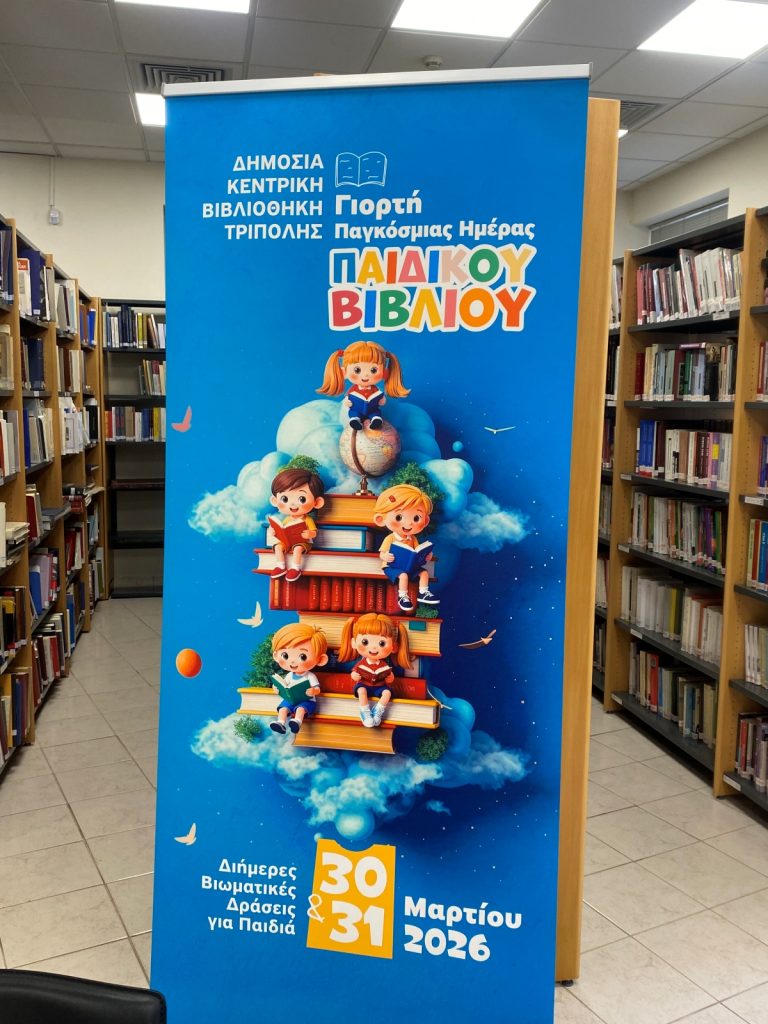 ΔΗΜΟΣΙΑ
ΚΕΝΤΡΙΚΗ
ΒΙΒΛΙΟΘΗΚΗ
ΤΡΙΠΟΛΗΣ
Γιορτή
Παγκόσμιας Ημέρας
ΠΑΙΔΙΚΟΥ
ΒΙΒΛΙΟΥ
Διήμερες
Βιωματικές
Δράσεις
για Παιδιά
30
& 31
Μαρτίου
2026